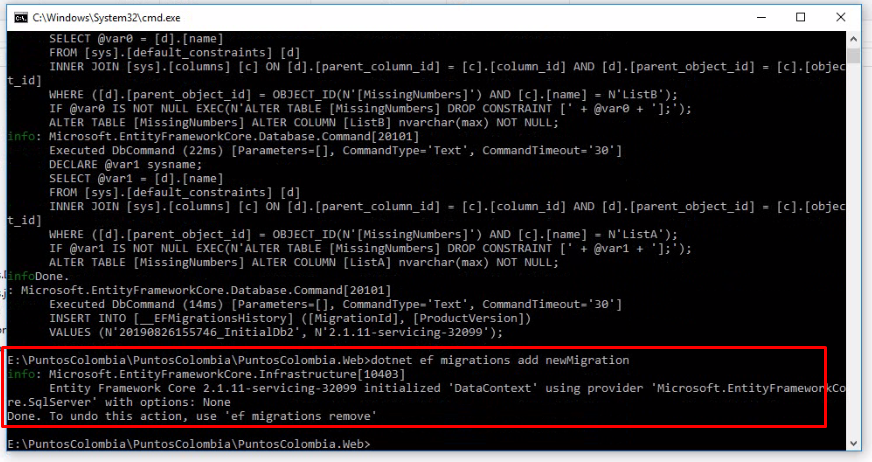 C:\Windows\System32\cmd.exe
SELECT @var0 = [d].[name]
FROM [sys].[default_constraints] [d]
INNER JOIN [sys].[columns] [c] ON [d].[parent_column_id] = [c].[column_id] AND [d].[parent_object_id] = [c].[objec
t_id]
WHERE ([d].[parent_object_id] = OBJECT_ID(N'[MissingNumbers]') AND [c].[name] = N'ListB');
IF @var0 IS NOT NULL EXEC(N'ALTER TABLE [MissingNumbers] DROP CONSTRAINT [' + @var0 + '];');
ALTER TABLE [MissingNumbers] ALTER COLUMN [ListB] nvarchar(max) NOT NULL;
info: Microsoft.EntityFrameworkCore.Database.Command[20101]
Executed DbCommand (22ms) [Parameters=[], CommandType='Text', CommandTimeout='30']
DECLARE @var1 sysname;
SELECT @var1 = [d].[name]
FROM [sys].[default_constraints] [d]
INNER JOIN [sys].[columns] [c] ON [d].[parent_column_id] = [c].[column_id] AND [d].[parent_object_id] = [c].[objec
t_id]
WHERE ([d].[parent_object_id] = OBJECT_ID(N'[MissingNumbers]') AND [c].[name] = N'ListA');
IF @var1 IS NOT NULL EXEC(N'ALTER TABLE [MissingNumbers] DROP CONSTRAINT [' + @var1 + '];');
ALTER TABLE [MissingNumbers] ALTER COLUMN [ListA] nvarchar(max) NOT NULL;
infoDone.
: Microsoft.EntityFrameworkCore.Database.Command[20101]
Executed DbCommand (14ms) [Parameters=[], CommandType='Text', CommandTimeout='30']
INSERT INTO [__EFMigrationsHistory] ([MigrationId], [ProductVersion])
VALUES (N'20190826155746_InitialDb2', N'2.1.11-servicing-32099');
E:\PuntosColombia\PuntosColombia\PuntosColombia.Web>dotnet ef migrations add newMigration
info: Microsoft.EntityFrameworkCore.Infrastructure[10403]
Entity Framework Core 2.1.11-servicing-32099 initialized 'DataContext' using provider 'Microsoft.EntityFrameworkCo
re.SqlServer' with options: None
Done. To undo this action, use 'ef migrations remove'
E:\PuntosColombia\PuntosColombia\PuntosColombia.Web>